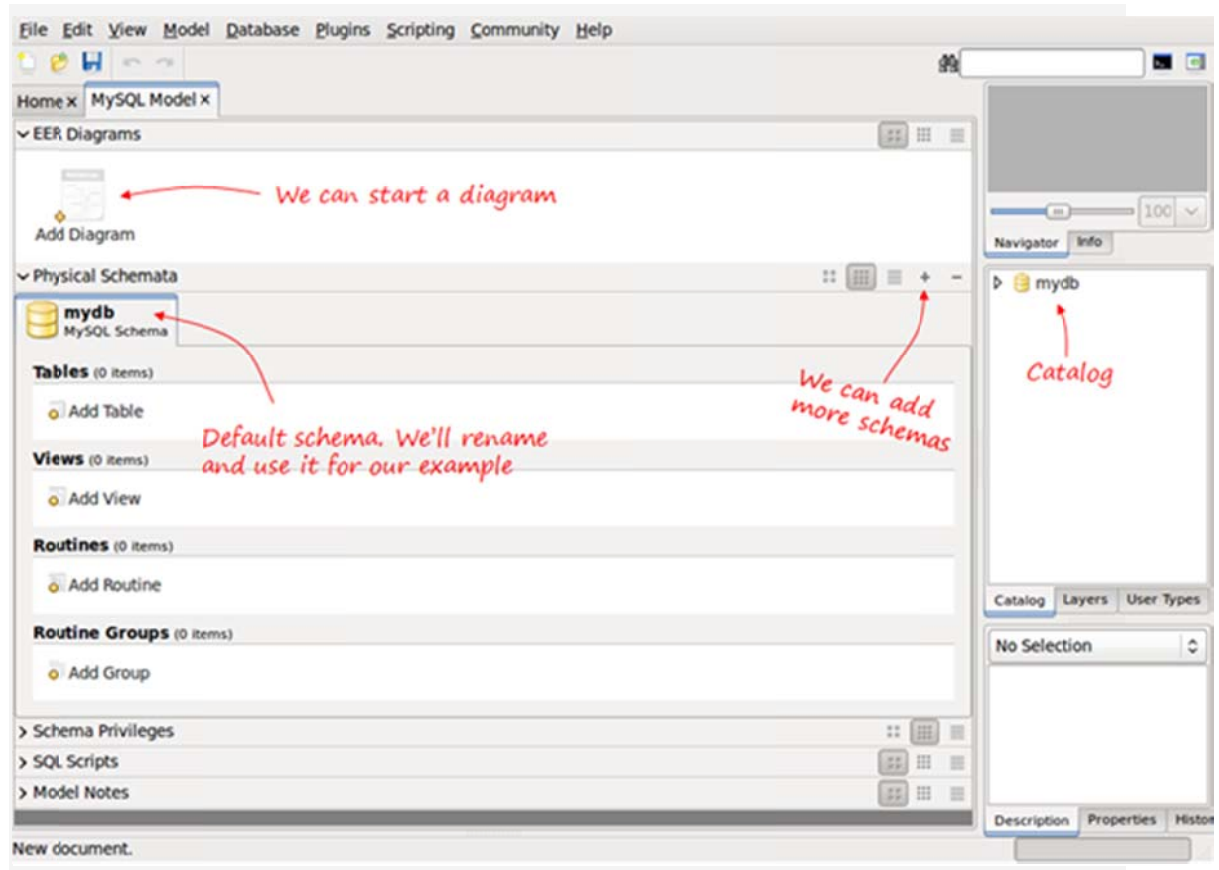 File Edit View Model Database Plugins Scripting Community Help
Home x MySQL Model x
EER Diagrams
We can start a diagram
Add Diagram
100
Navigator Info
Physical Schemata
mydb
MySQL Schema
mydb
Catalog
Tables (0 items)
Add Table
We can add
more schemas
Default schema. We'll rename
and use it for our example
Views (0 items)
Add View
Routines (0 items)
Add Routine
Catalog Layers User Types
Routine Groups (0 items)
No Selection
Add Group
Schema Privileges
SQL Scripts
Model Notes
Description Properties Histor
New document.